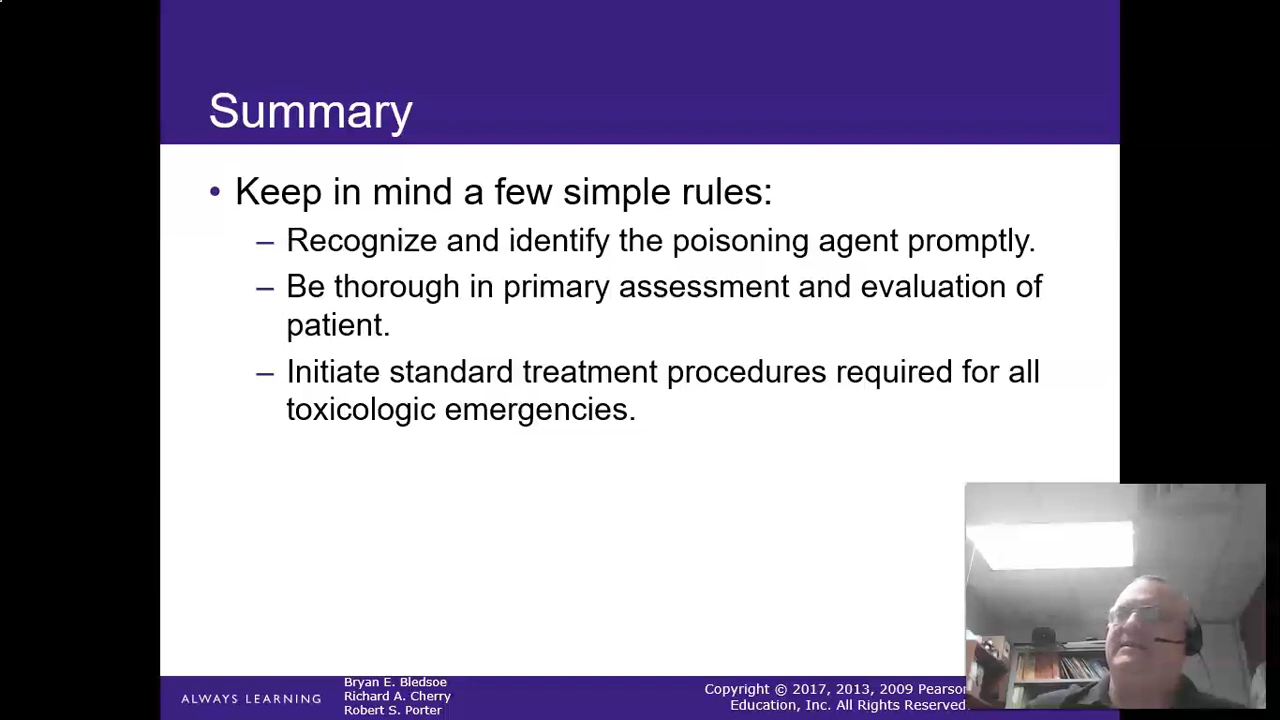 Summary
• Keep in mind a few simple rules:
– Recognize and identify the poisoning agent promptly.
– Be thorough in primary assessment and evaluation of
patient.
– Initiate standard treatment procedures required for all
toxicologic emergencies.
ALWAYS LEARNING
Bryan E. Bledsoe
Richard A. Cherry
Robert S. Porter
Copyright © 2017, 2013, 2009 Pearson
Education, Inc. All Rights Reserved.